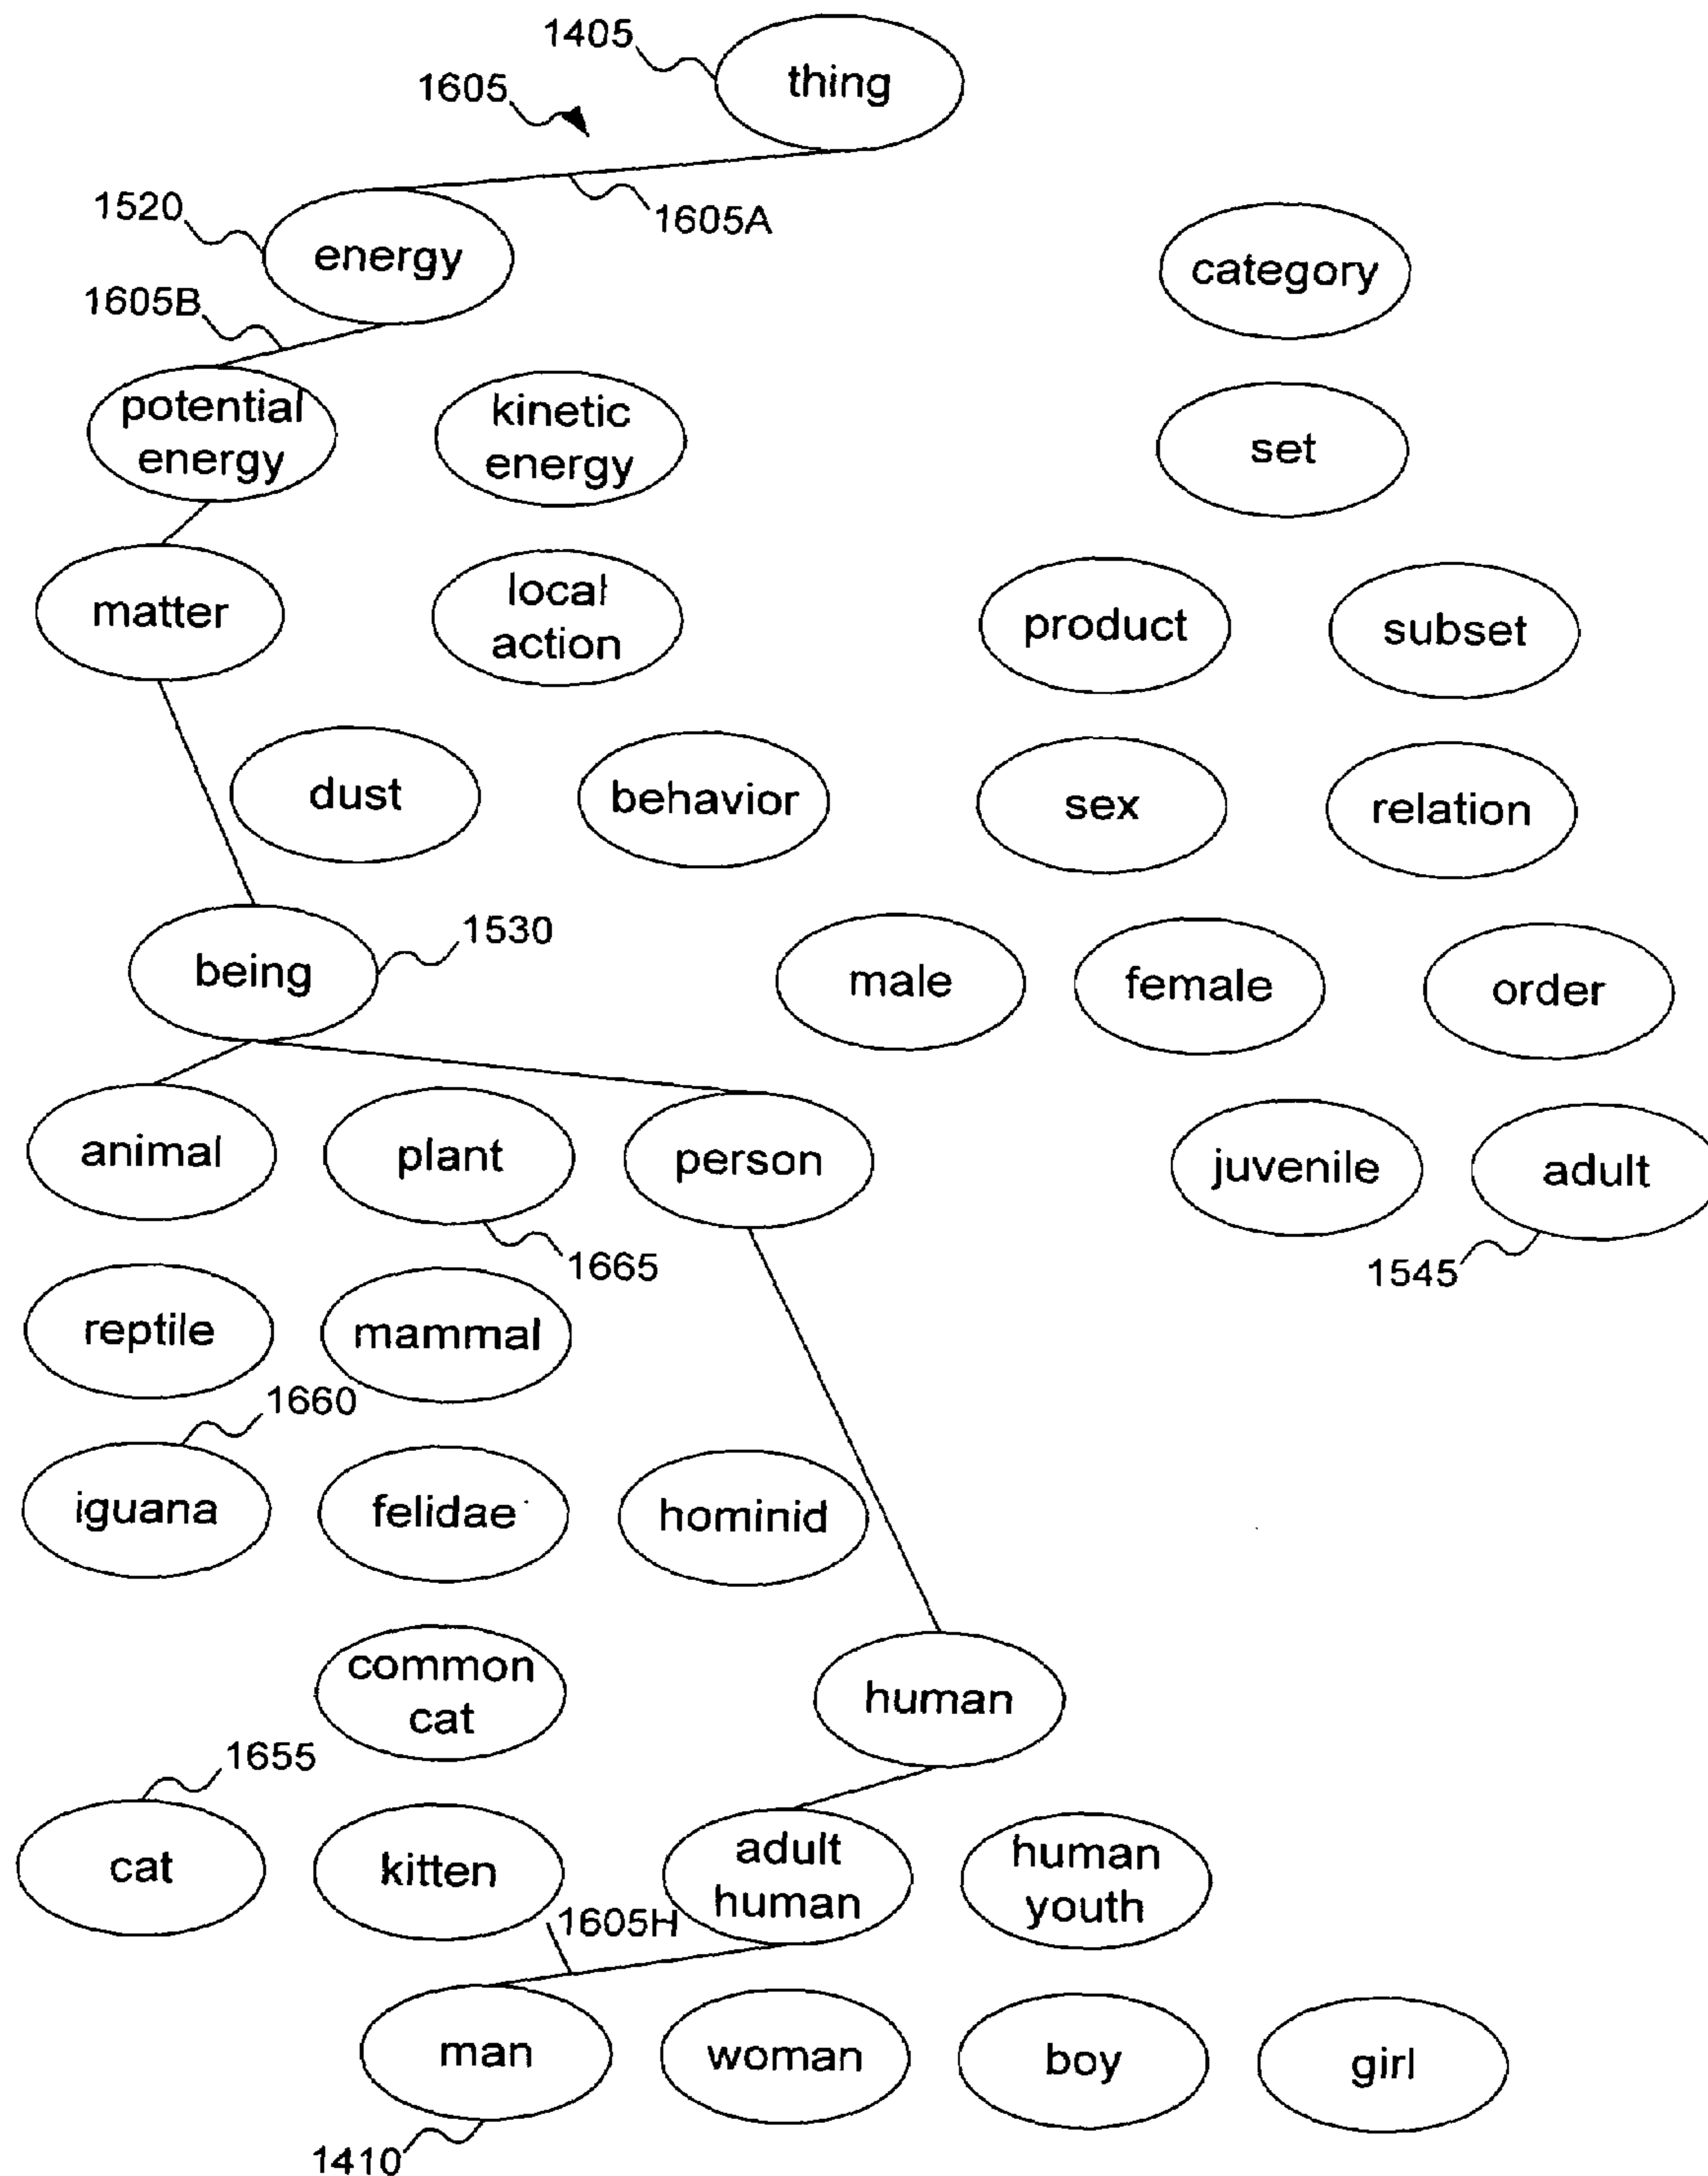 1405
thing
1605
1605A
1520
energy
category
1605B
potential
energy
kinetic
energy
set
matter
local
action
product
subset
dust
behavior
sex
relation
being
1530
male
female
order
animal
plant
person
juvenile
adult
1665
1545
reptile
mammal
1660
iguana
felidae
hominid
common
cat
human
1655
cat
kitten
adult
human
human
youth
1605H
man
woman
boy
girl
1410